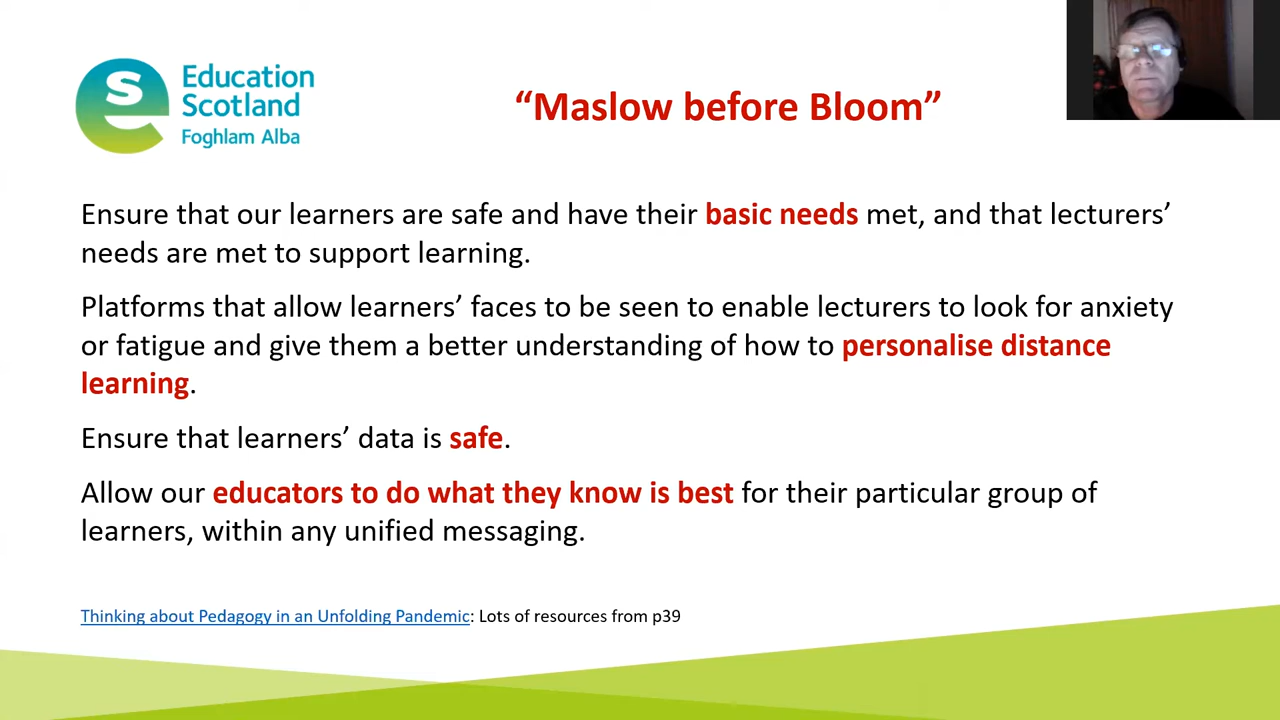 Education
Scotland
Foghlam Alba
“Maslow before Bloom”
Ensure that our learners are safe and have their basic needs met, and that lecturers’
needs are met to support learning.
Platforms that allow learners’ faces to be seen to enable lecturers to look for anxiety
or fatigue and give them a better understanding of how to personalise distance
learning.
Ensure that learners’ data is safe.
Allow our educators to do what they know is best for their particular group of
learners, within any unified messaging.
Thinking about Pedagogy in an Unfolding Pandemic: Lots of resources from p39